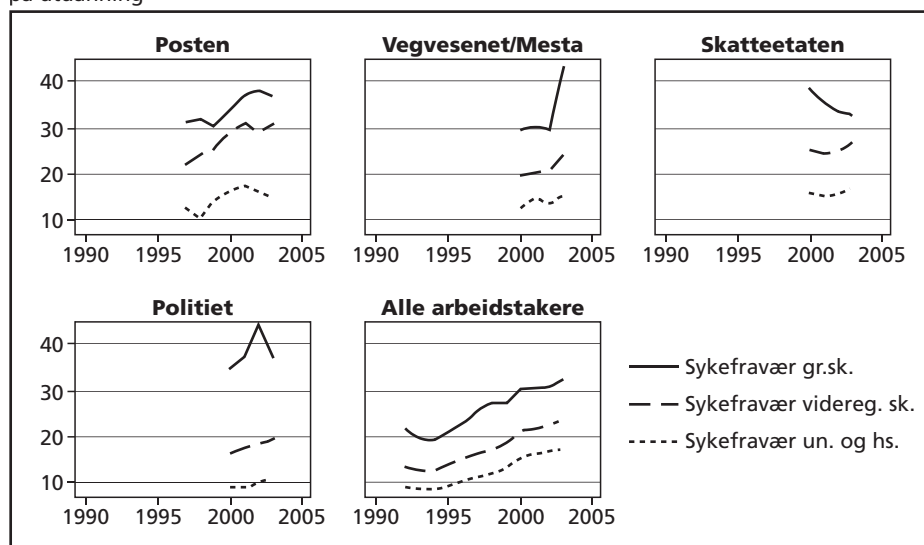 på utdanning
Posten
Vegvesenet/Mesta
Skatteetaten
40
30
20
10
1990 1995 2000 2005
1990 1995 2000 2005
1990 1995 2000 2005
Politiet
Alle arbeidstakere
40
30
20
10
1990 1995 2000 2005
1990 1995 2000 2005
Sykefravær gr.sk.
Sykefravær videreg. sk.
Sykefravær un. og hs.